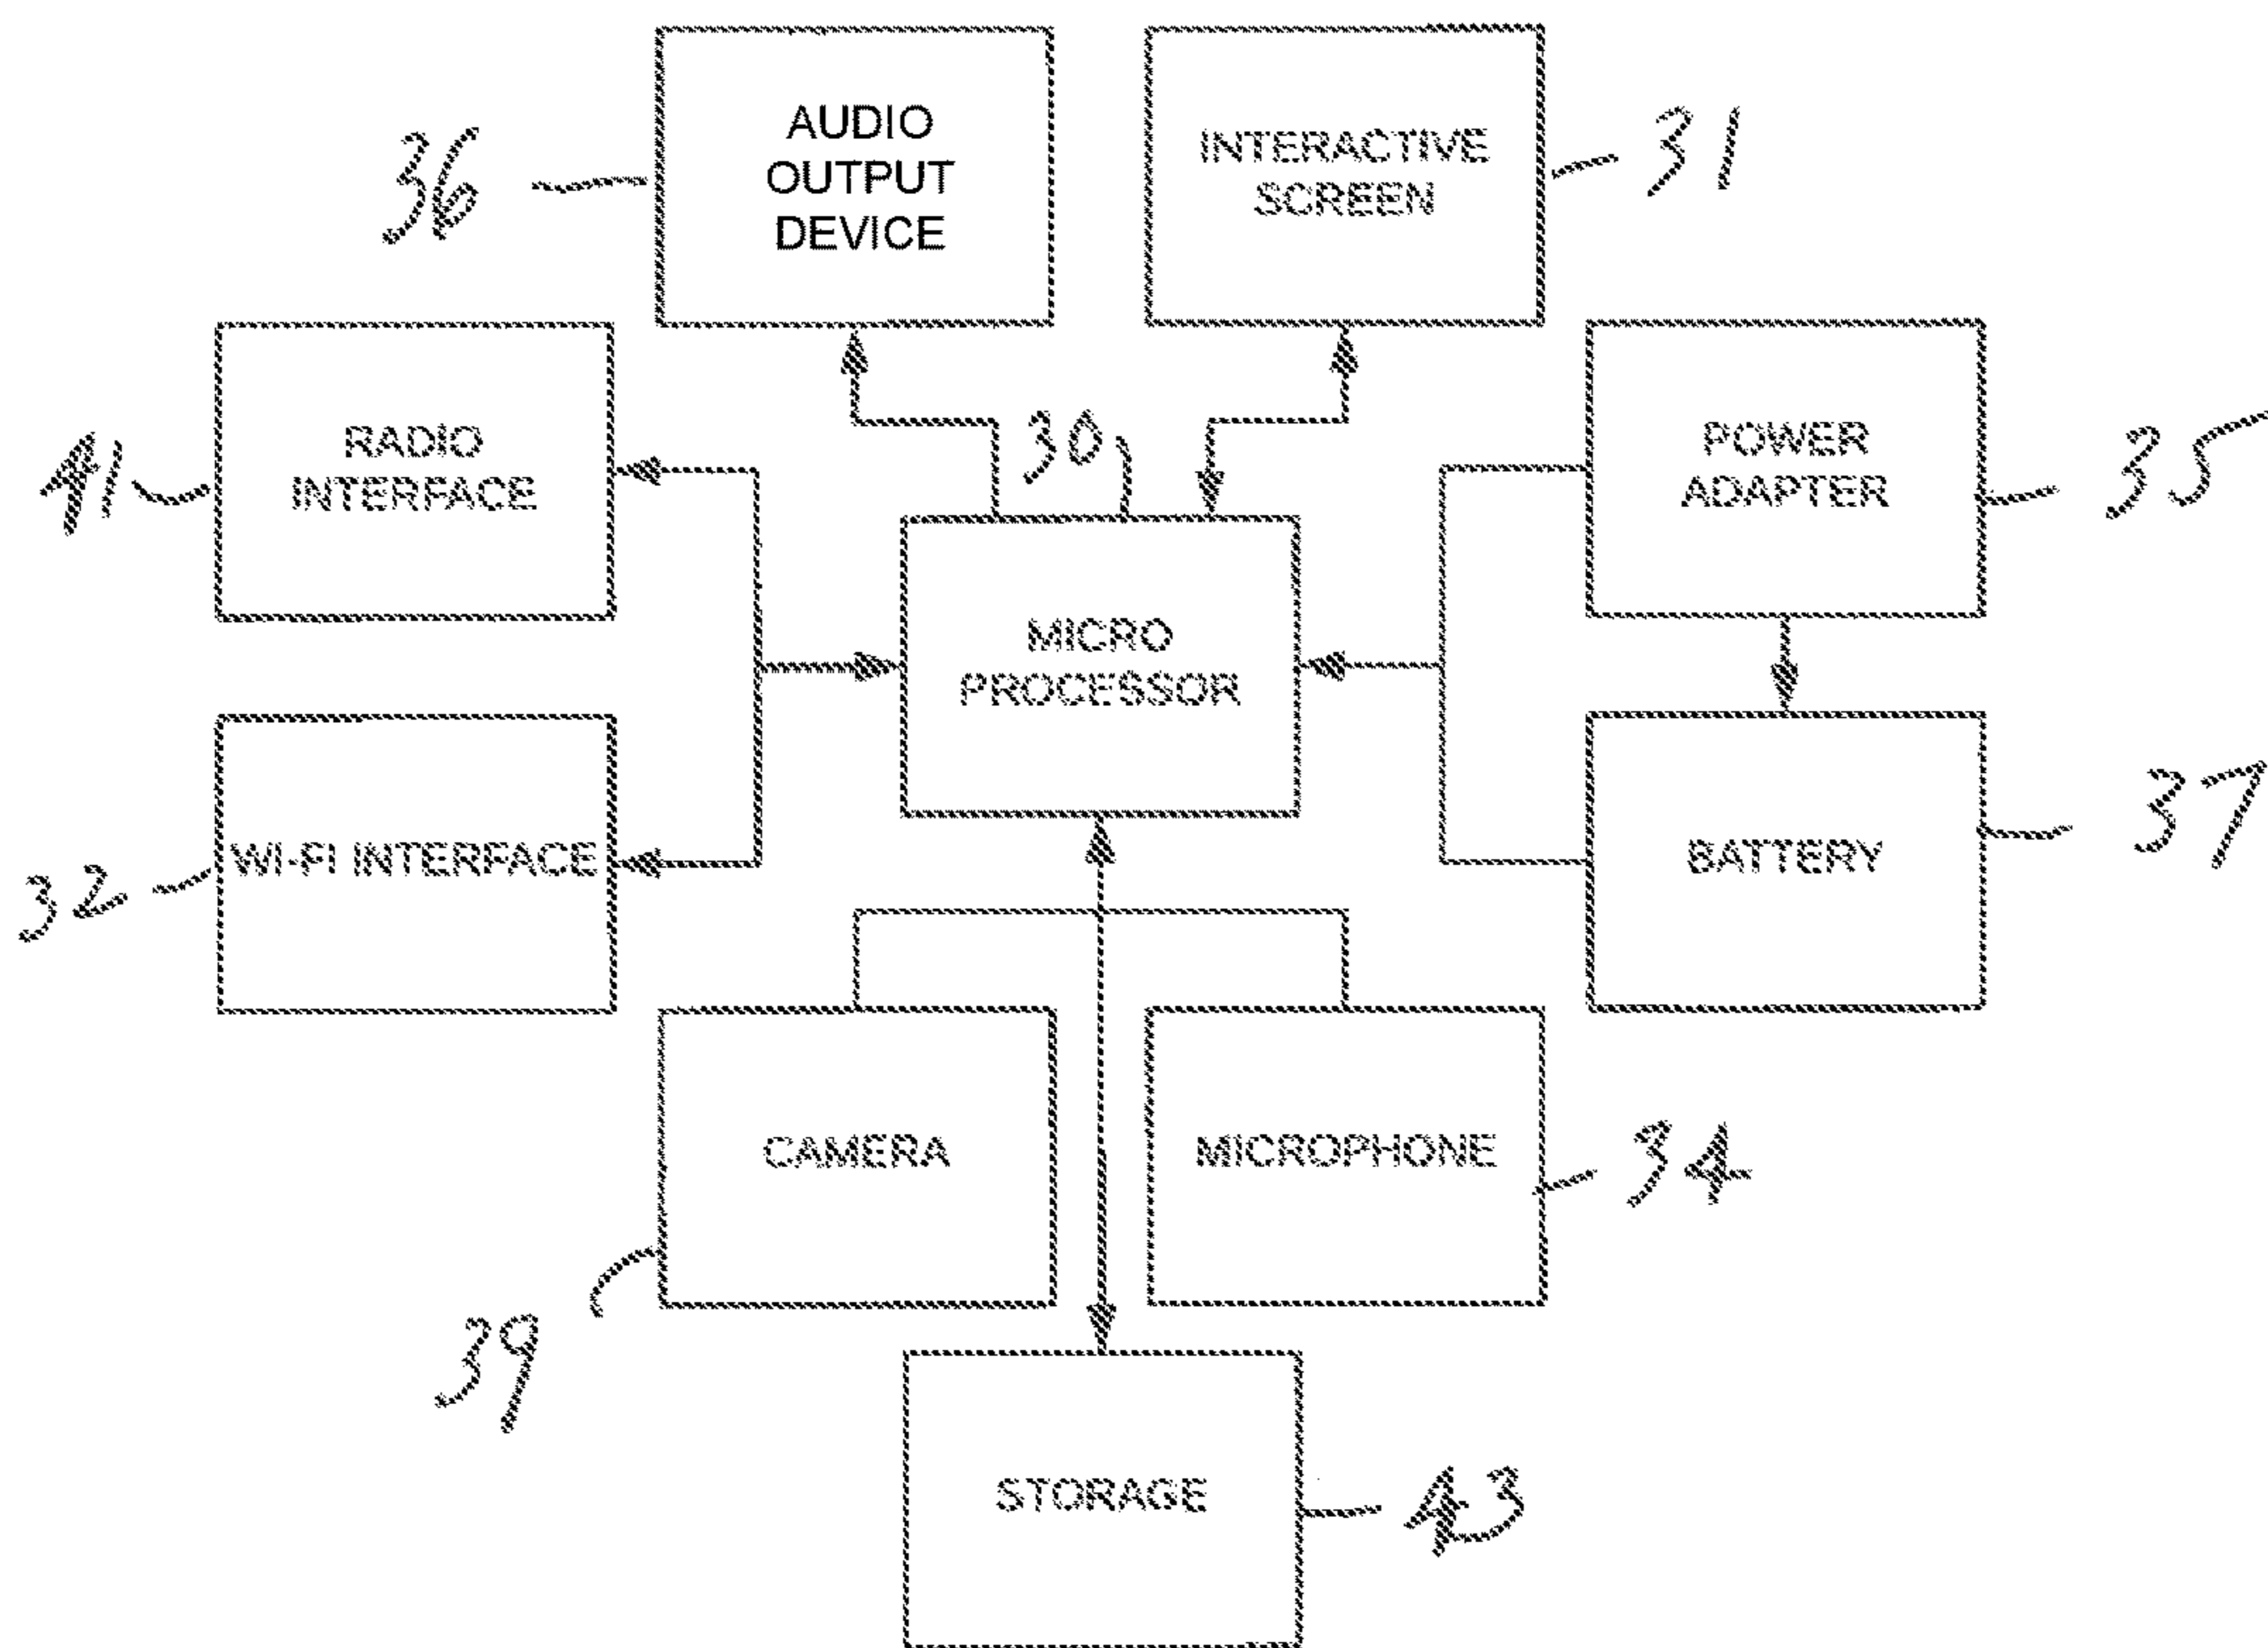 AUDIO
OUTPUT
DEVICE
36
INTERACTIVE
SCREEN
31
RADIO
INTERFACE
41
30
POWER
ADAPTER
35
MICRO
PROCESSOR
WI-FI INTERFACE
32
BATTERY
37
CAMERA
39
MICROPHONE
34
STORAGE
43